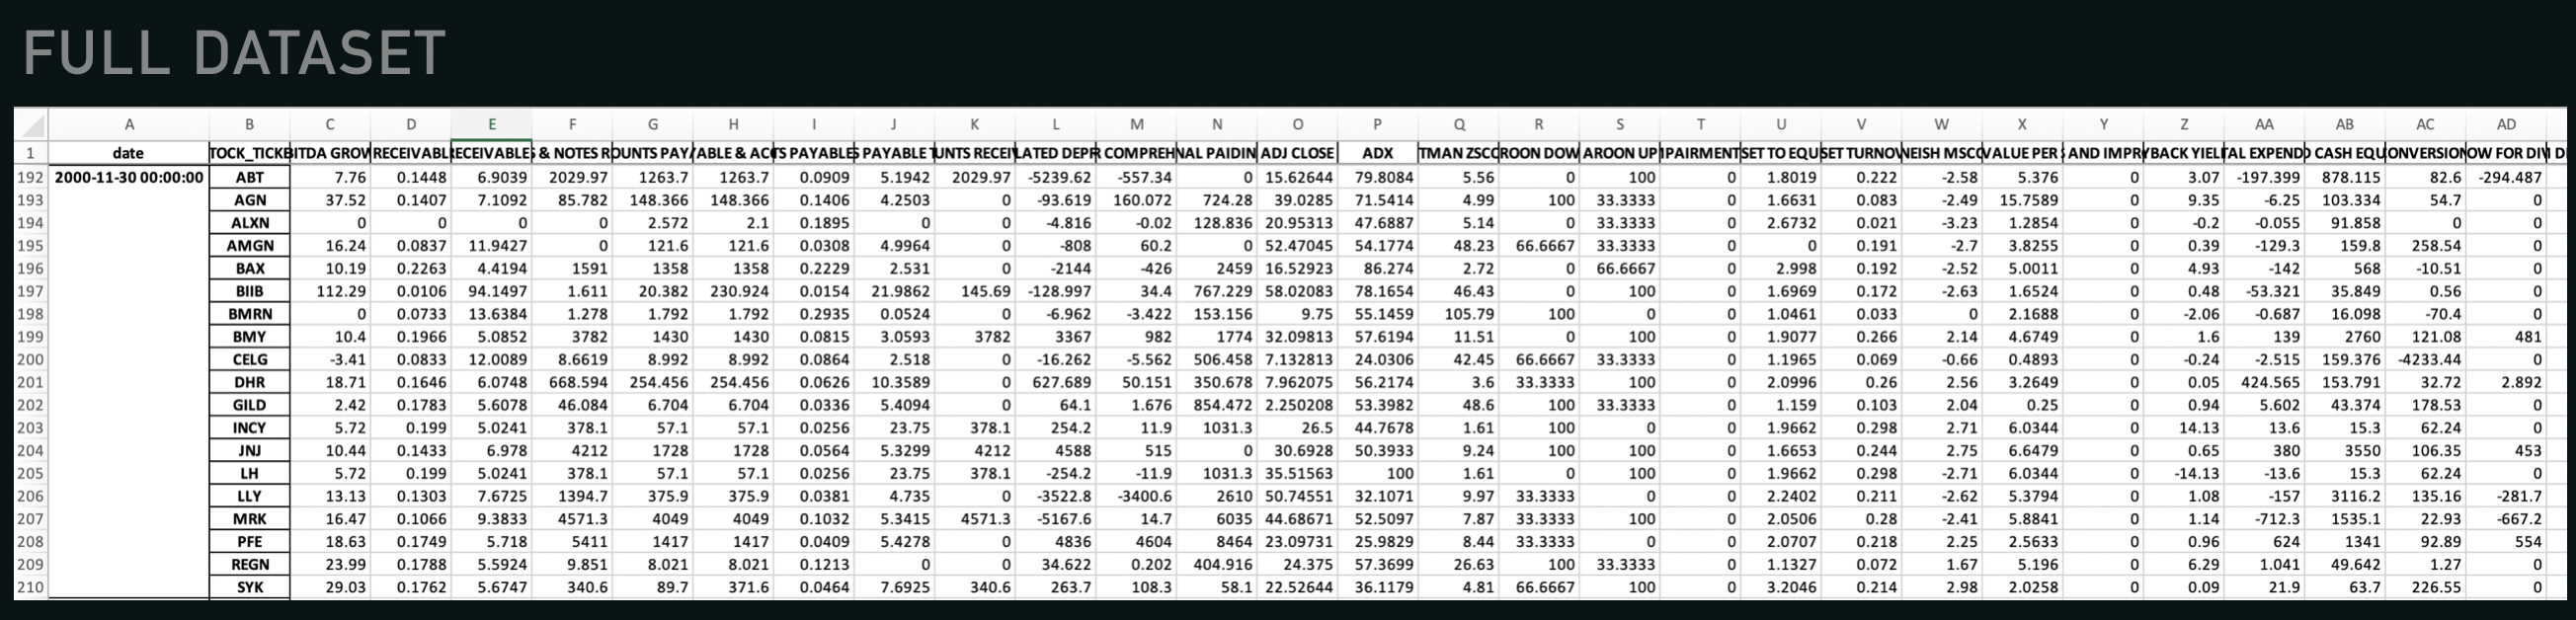 FULL DATASET
A B C D E F G H I J K L M N O P Q R S T U V W X Y Z AA AB AC AD
1 date TOCK_TICKE BITDA GROW RECEIVABL RECEIVABLE & NOTES R OUNTS PAY ABLE & AC TS PAYABLE PAYABLE UNTS RECEI LATED DEPR COMPREH NAL PAIDIN ADJ CLOSE ADX TMAN ZSCO ROON DOW AROON UP PAIRMENT SET TO EQU SET TURNOV NEISH MSCO VALUE PER AND IMPR YBACK YIEL TAL EXPEND CASH EQU ONVERSION OW FOR DIV
192 2000-11-30 00:00:00 ABT 7.76 0.1448 6.9039 2029.97 1263.7 1263.7 0.0909 5.1942 2029.97 -5239.62 -557.34 0 15.62644 79.8084 5.56 0 100 0 1.8019 0.222 -2.58 5.376 0 3.07 -197.399 878.115 82.6 -294.487
193 AGN 37.52 0.1407 7.1092 85.782 148.366 148.366 0.1406 4.2503 0 -93.619 160.072 724.28 39.0285 71.5414 4.99 100 33.3333 0 1.6631 0.083 -2.49 15.7589 0 9.35 -6.25 103.334 54.7 0
194 ALXN 0 0 0 0 2.572 2.1 0.1895 0 0 -4.816 -0.02 128.836 20.95313 47.6887 5.14 0 33.3333 0 2.6732 0.021 -3.23 1.2854 0 -0.2 -0.055 91.858 0 0
195 AMGN 16.24 0.0837 11.9427 0 121.6 121.6 0.0308 4.9964 0 -808 60.2 0 52.47045 54.1774 48.23 66.6667 33.3333 0 0 0.191 -2.7 3.8255 0 0.39 -129.3 159.8 258.54 0
196 BAX 10.19 0.2263 4.4194 1591 1358 1358 0.2229 2.531 0 -2144 -426 2459 16.52923 86.274 2.72 0 66.6667 0 2.998 0.192 -2.52 5.0011 0 4.93 -142 568 -10.51 0
197 BIIB 112.29 0.0106 94.1497 1.611 20.382 230.924 0.0154 21.9862 145.69 -128.997 34.4 767.229 58.02083 78.1654 46.43 0 100 0 1.6969 0.172 -2.63 1.6524 0 0.48 -53.321 35.849 0.56 0
198 BMRN 0 0.0733 13.6384 1.278 1.792 1.792 0.2935 0.0524 0 -6.962 -3.422 153.156 9.75 55.1459 105.79 100 0 0 1.0461 0.033 0 2.1688 0 -2.06 -0.687 16.098 -70.4 0
199 BMY 10.4 0.1966 5.0852 3782 1430 1430 0.0815 3.0593 3782 3367 982 1774 32.09813 57.6194 11.51 0 100 0 1.9077 0.266 2.14 4.6749 0 1.6 139 2760 121.08 481
200 CELG -3.41 0.0833 12.0089 8.6619 8.992 8.992 0.0864 2.518 0 -16.262 -5.562 506.458 7.132813 24.0306 42.45 66.6667 33.3333 0 1.1965 0.069 -0.66 0.4893 0 -0.24 -2.515 159.376 -4233.44 0
201 DHR 18.71 0.1646 6.0748 668.594 254.456 254.456 0.0626 10.3589 0 627.689 50.151 350.678 7.962075 56.2174 3.6 33.3333 100 0 2.0996 0.26 2.56 3.2649 0 0.05 424.565 153.791 32.72 2.892
202 GILD 2.42 0.1783 5.6078 46.084 6.704 6.704 0.0336 5.4094 0 64.1 1.676 854.472 2.250208 53.3982 48.6 100 33.3333 0 1.159 0.103 2.04 0.25 0 0.94 5.602 43.374 178.53 0
203 INCY 5.72 0.199 5.0241 378.1 57.1 57.1 0.0256 23.75 378.1 254.2 11.9 1031.3 26.5 44.7678 1.61 100 0 0 1.9662 0.298 2.71 6.0344 0 14.13 13.6 15.3 62.24 0
204 JNJ 10.44 0.1433 6.978 4212 1728 1728 0.0564 5.3299 4212 4588 515 0 30.6928 50.3933 9.24 100 100 0 1.6653 0.244 2.75 6.6479 0 0.65 380 3550 106.35 453
205 LH 5.72 0.199 5.0241 378.1 57.1 57.1 0.0256 23.75 378.1 -254.2 -11.9 1031.3 35.51563 100 1.61 0 100 0 1.9662 0.298 -2.71 6.0344 0 -14.13 -13.6 15.3 62.24 0
206 LLY 13.13 0.1303 7.6725 1394.7 375.9 375.9 0.0381 4.735 0 -3522.8 -3400.6 2610 50.74551 32.1071 9.97 33.3333 0 0 2.2402 0.211 -2.62 5.3794 0 1.08 -157 3116.2 135.16 -281.7
207 MRK 16.47 0.1066 9.3833 4571.3 4049 4049 0.1032 5.3415 4571.3 -5167.6 14.7 6035 44.68671 52.5097 7.87 33.3333 100 0 2.0506 0.28 -2.41 5.8841 0 1.14 -712.3 1535.1 22.93 -667.2
208 PFE 18.63 0.1749 5.718 5411 1417 1417 0.0409 5.4278 0 4836 4604 8464 23.09731 25.9829 8.44 33.3333 0 0 2.0707 0.218 2.25 2.5633 0 0.96 624 1341 92.89 554
209 REGN 23.99 0.1788 5.5924 9.851 8.021 8.021 0.1213 0 0 34.622 0.202 404.916 24.375 57.3699 26.63 100 33.3333 0 1.1327 0.072 1.67 5.196 0 6.29 1.041 49.642 1.27 0
210 SYK 29.03 0.1762 5.6747 340.6 89.7 371.6 0.0464 7.6925 340.6 263.7 108.3 58.1 22.52644 36.1179 4.81 66.6667 100 0 3.2046 0.214 2.98 2.0258 0 0.09 21.9 63.7 226.55 0